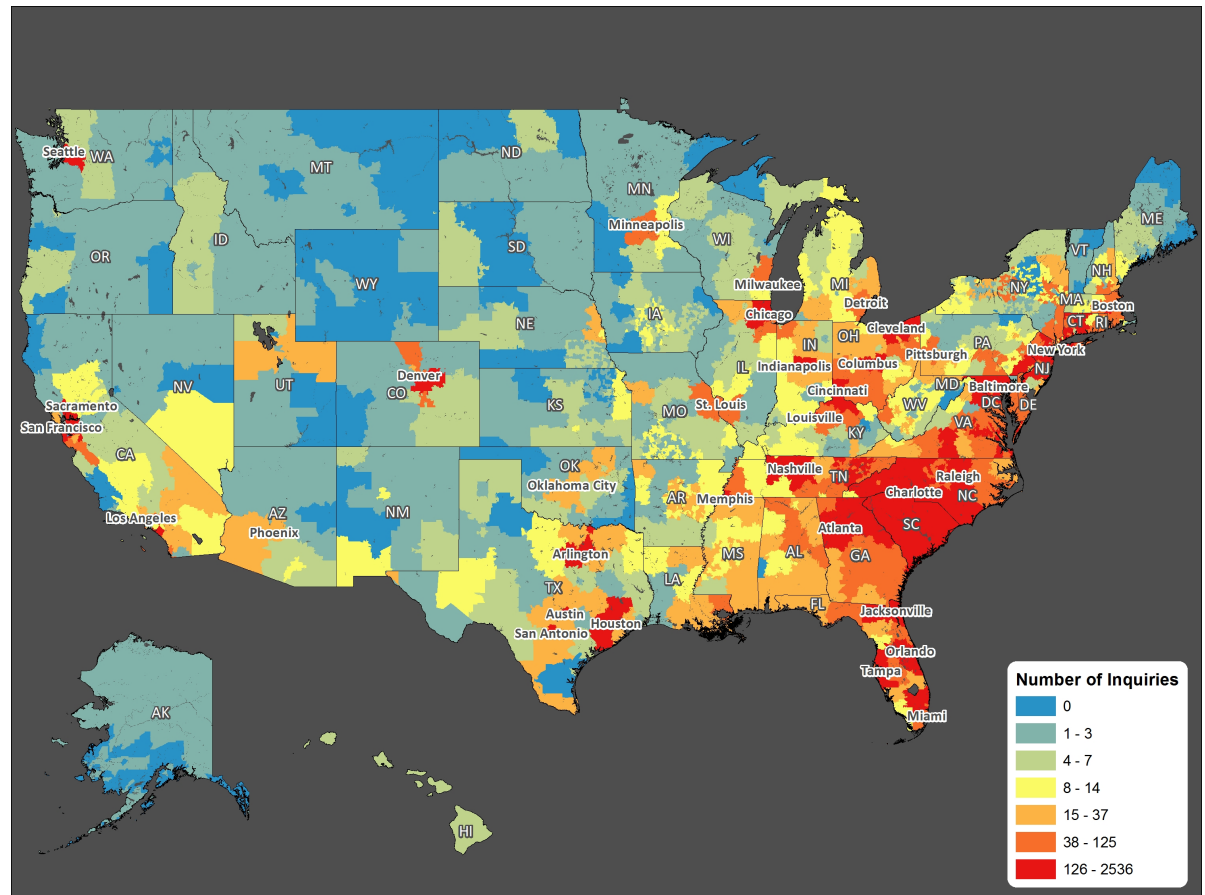 ME
ND
Seattle
WA
MT
MN
VT
Minneapolis
ID
WI
NH
OR
SD
WY
Milwaukee
MI
NY
MA
Boston
Detroit
Chicago
IA
NE
CT
RI
Cleveland
OH
IN
PA
New York
Pittsburgh
Indianapolis
Columbus
IL
NJ
Denver
UT
CO
NV
MD
Baltimore
Cincinnati
DC
DE
Sacramento
KS
MO
St. Louis
WV
Louisville
VA
San Francisco
KY
CA
OK
Nashville
TN
Raleigh
Oklahoma City
Charlotte
NC
AR
Memphis
AZ
NM
Los Angeles
Phoenix
SC
Atlanta
Arlington
MS
AL
GA
LA
TX
FL
Jacksonville
Austin
Houston
San Antonio
Orlando
Tampa
AK
Miami
HI
Number of Inquiries
0
1 - 3
4 - 7
8 - 14
15 - 37
38 - 125
126 - 2536